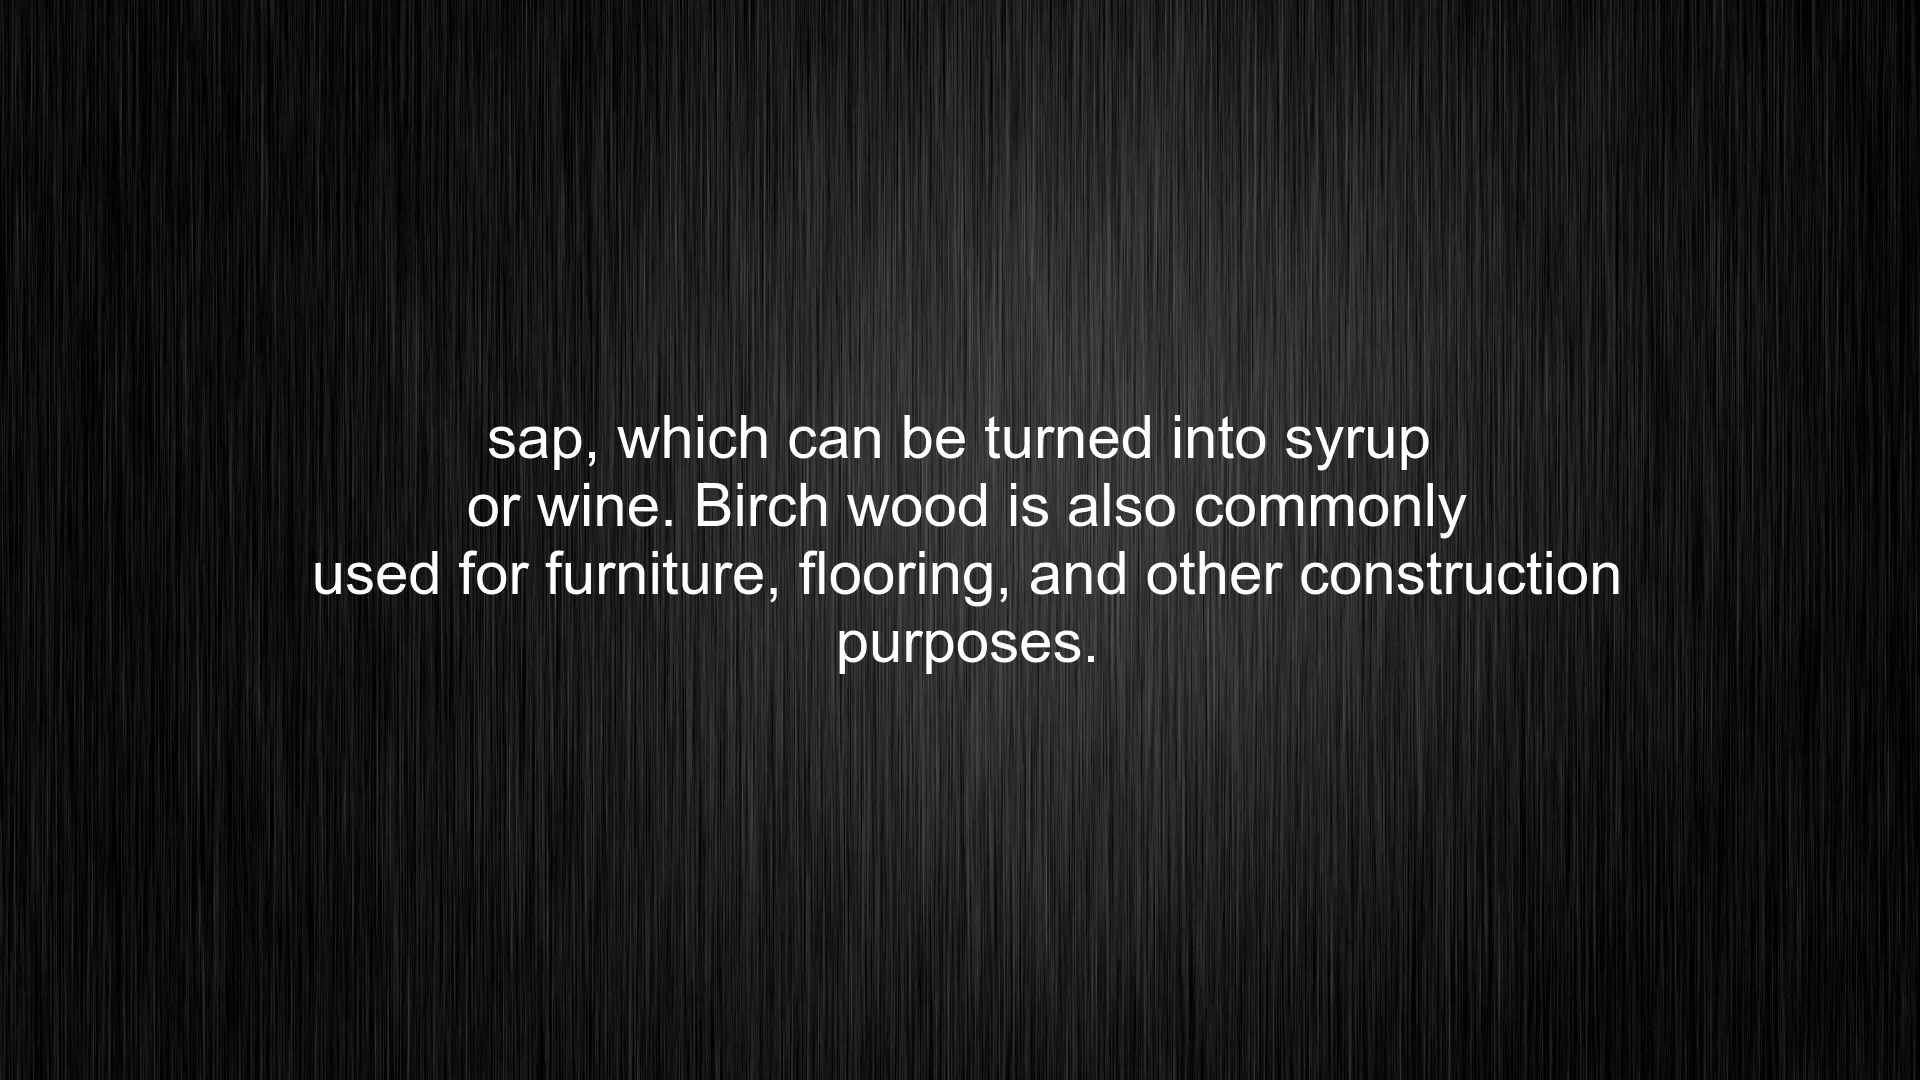 sap, which can be turned into syrup
or wine. Birch wood is also commonly
used for furniture, flooring, and other construction
purposes.